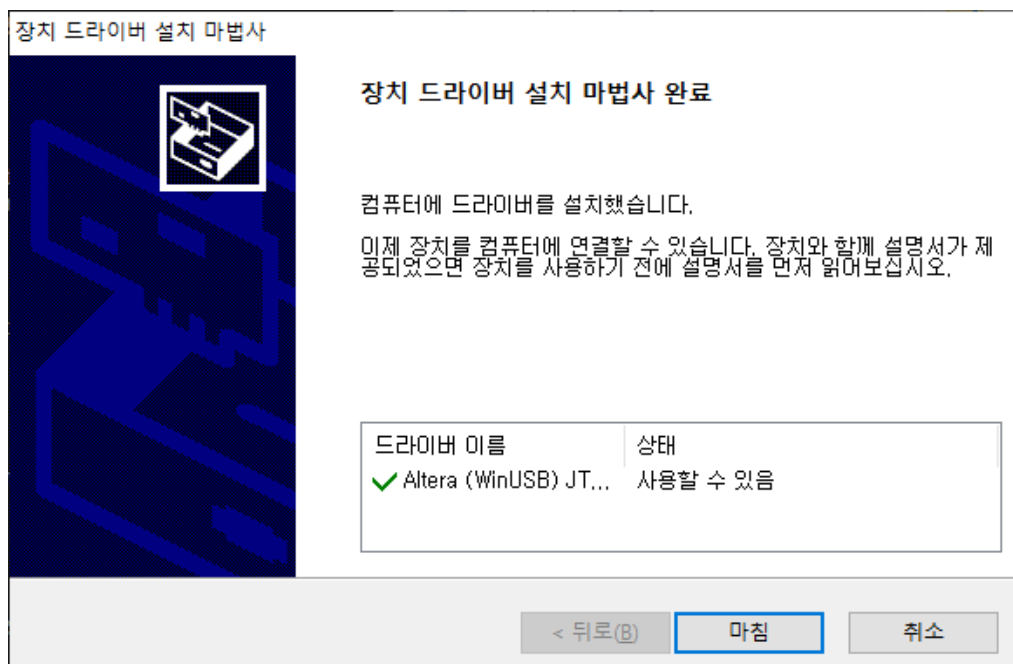 장치 드라이버 설치 마법사
장치 드라이버 설치 마법사 완료
컴퓨터에 드라이버를 설치했습니다.
이제 장치를 컴퓨터에 연결할 수 있습니다. 장치와 함께 설명서가 제
공되었으면 장치를 사용하기 전에 설명서를 먼저 읽어보십시오.
드라이버 이름 상태
Altera (WinUSB) JT... 사용할 수 있음
< 뒤로(B) 마침 취소